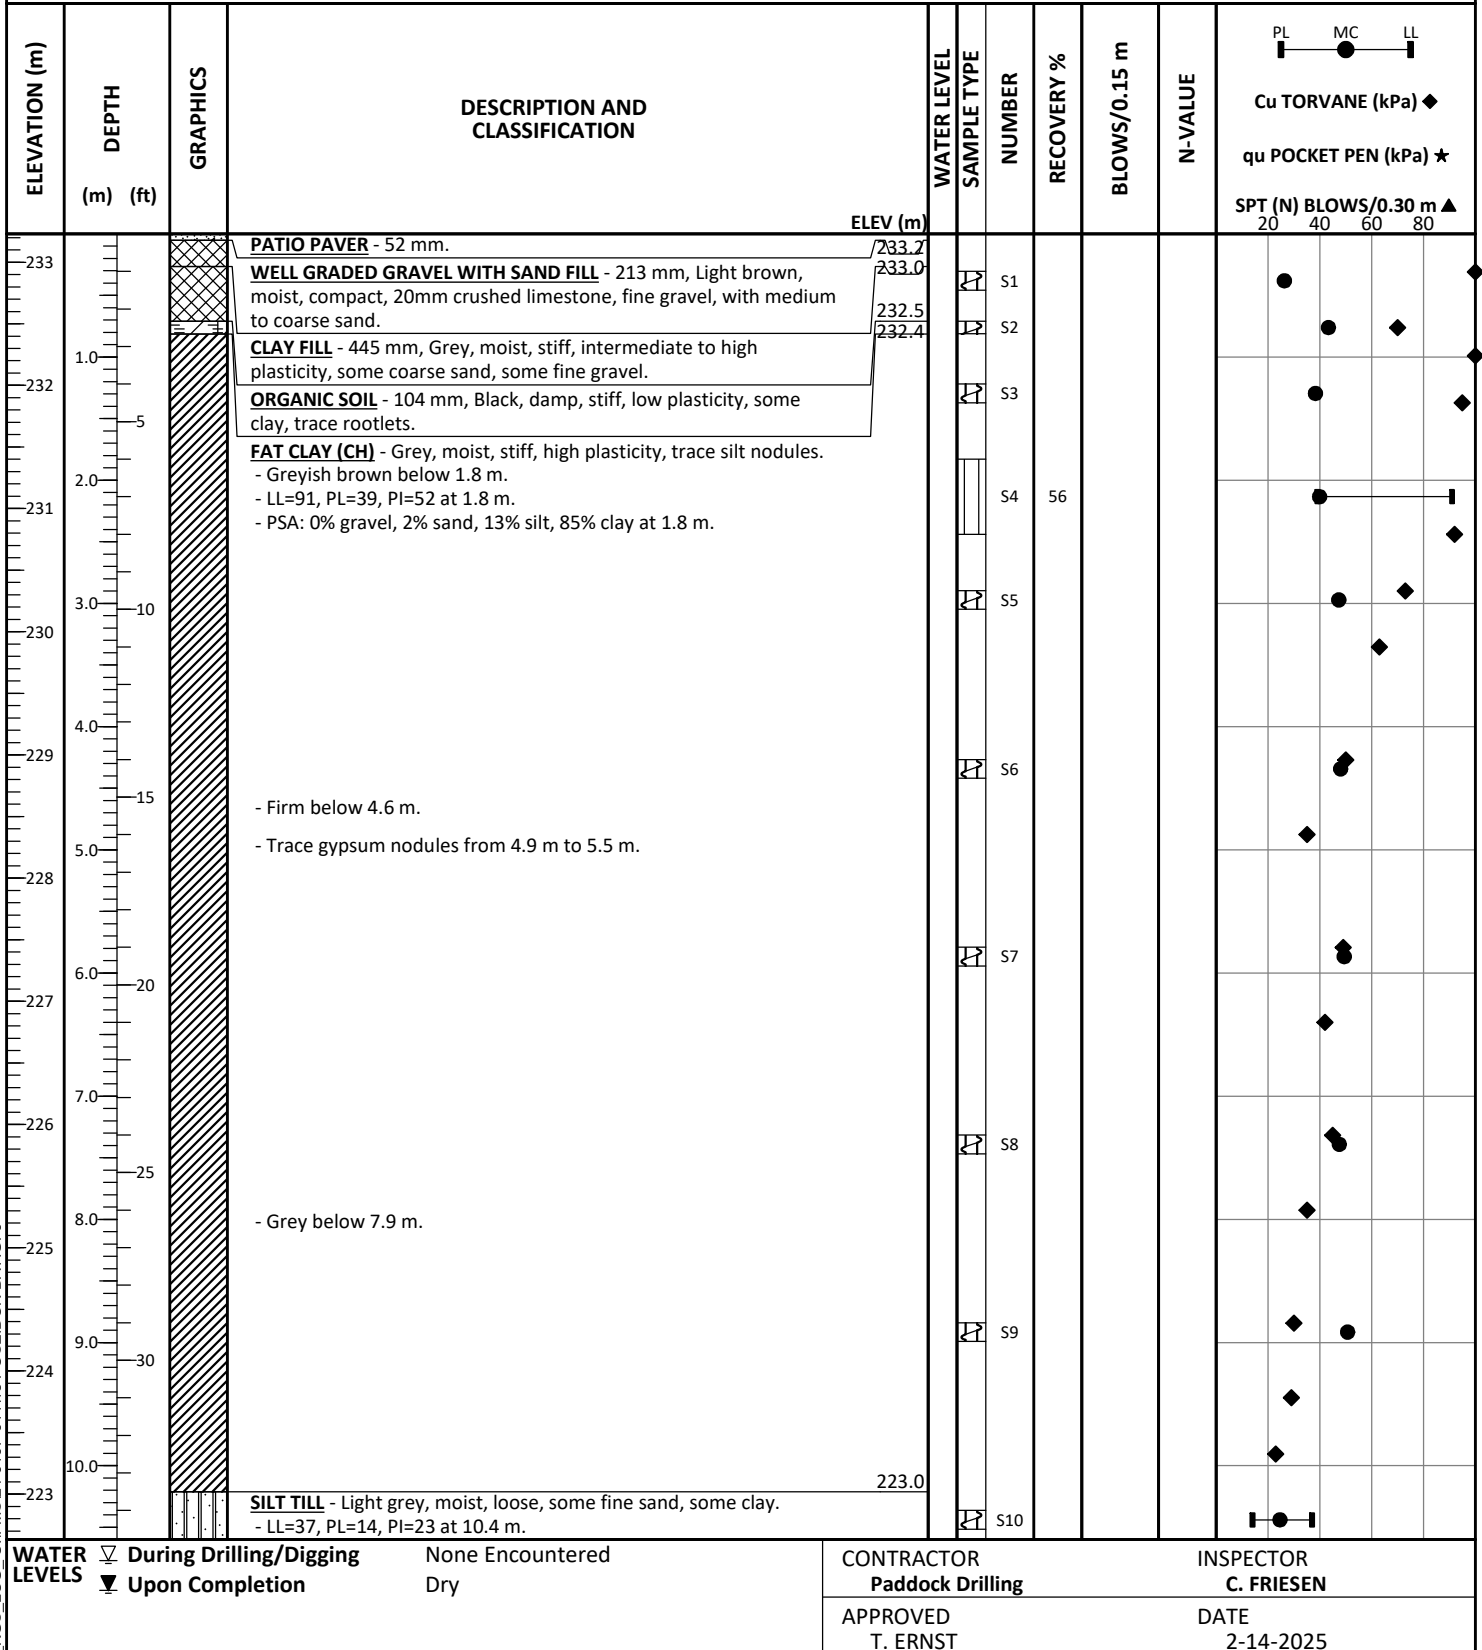 ELEVATION (m)
DEPTH
(m) (ft)
GRAPHICS
DESCRIPTION AND
CLASSIFICATION
ELEV (m)
WATER LEVEL
SAMPLE TYPE
NUMBER
RECOVERY %
BLOWS/0.15 m
N-VALUE
PL MC LL
Cu TORVANE (kPa) ◆
qu POCKET PEN (kPa) ★
SPT (N) BLOWS/0.30 m ▲
20 40 60 80
PATIO PAVER - 52 mm.
233.2
233
WELL GRADED GRAVEL WITH SAND FILL - 213 mm, Light brown,
233.0
moist, compact, 20mm crushed limestone, fine gravel, with medium
S1
to coarse sand.
232.5
S2
232.4
CLAY FILL - 445 mm, Grey, moist, stiff, intermediate to high
1.0
plasticity, some coarse sand, some fine gravel.
232
S3
ORGANIC SOIL - 104 mm, Black, damp, stiff, low plasticity, some
clay, trace rootlets.
5
FAT CLAY (CH) - Grey, moist, stiff, high plasticity, trace silt nodules.
- Greyish brown below 1.8 m.
2.0
- LL=91, PL=39, PI=52 at 1.8 m.
S4 56
231
- PSA: 0% gravel, 2% sand, 13% silt, 85% clay at 1.8 m.
3.0
10
S5
230
4.0
229
S6
15
- Firm below 4.6 m.
5.0
- Trace gypsum nodules from 4.9 m to 5.5 m.
228
S7
6.0
20
227
7.0
226
S8
25
8.0
- Grey below 7.9 m.
225
S9
9.0
30
224
10.0
223.0
223
SILT TILL - Light grey, moist, loose, some fine sand, some clay.
- LL=37, PL=14, PI=23 at 10.4 m.
S10
WATER
LEVELS
During Drilling/Digging None Encountered
Upon Completion Dry
CONTRACTOR
Paddock Drilling
INSPECTOR
C. FRIESEN
APPROVED
T. ERNST
DATE
2-14-2025